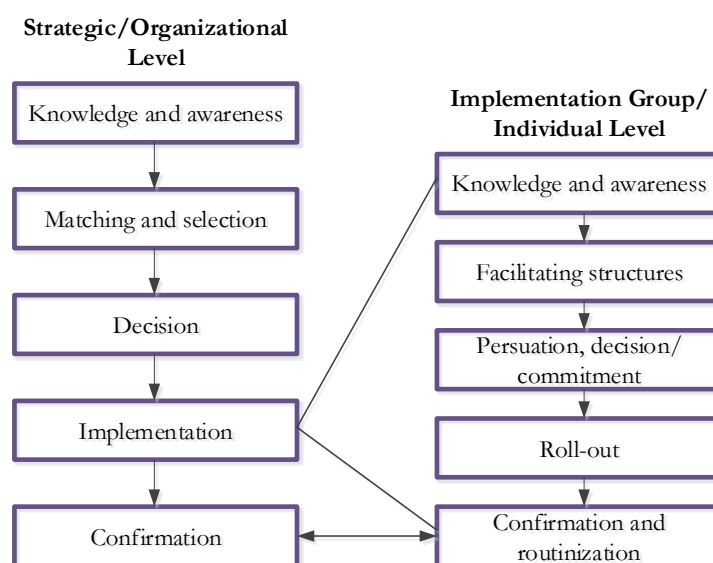 Strategic/Organizational
Level
Knowledge and awareness
Matching and selection
Decision
Implementation
Confirmation
Implementation Group/
Individual Level
Knowledge and awareness
Facilitating structures
Persuation, decision/
commitment
Roll-out
Confirmation and
routinization